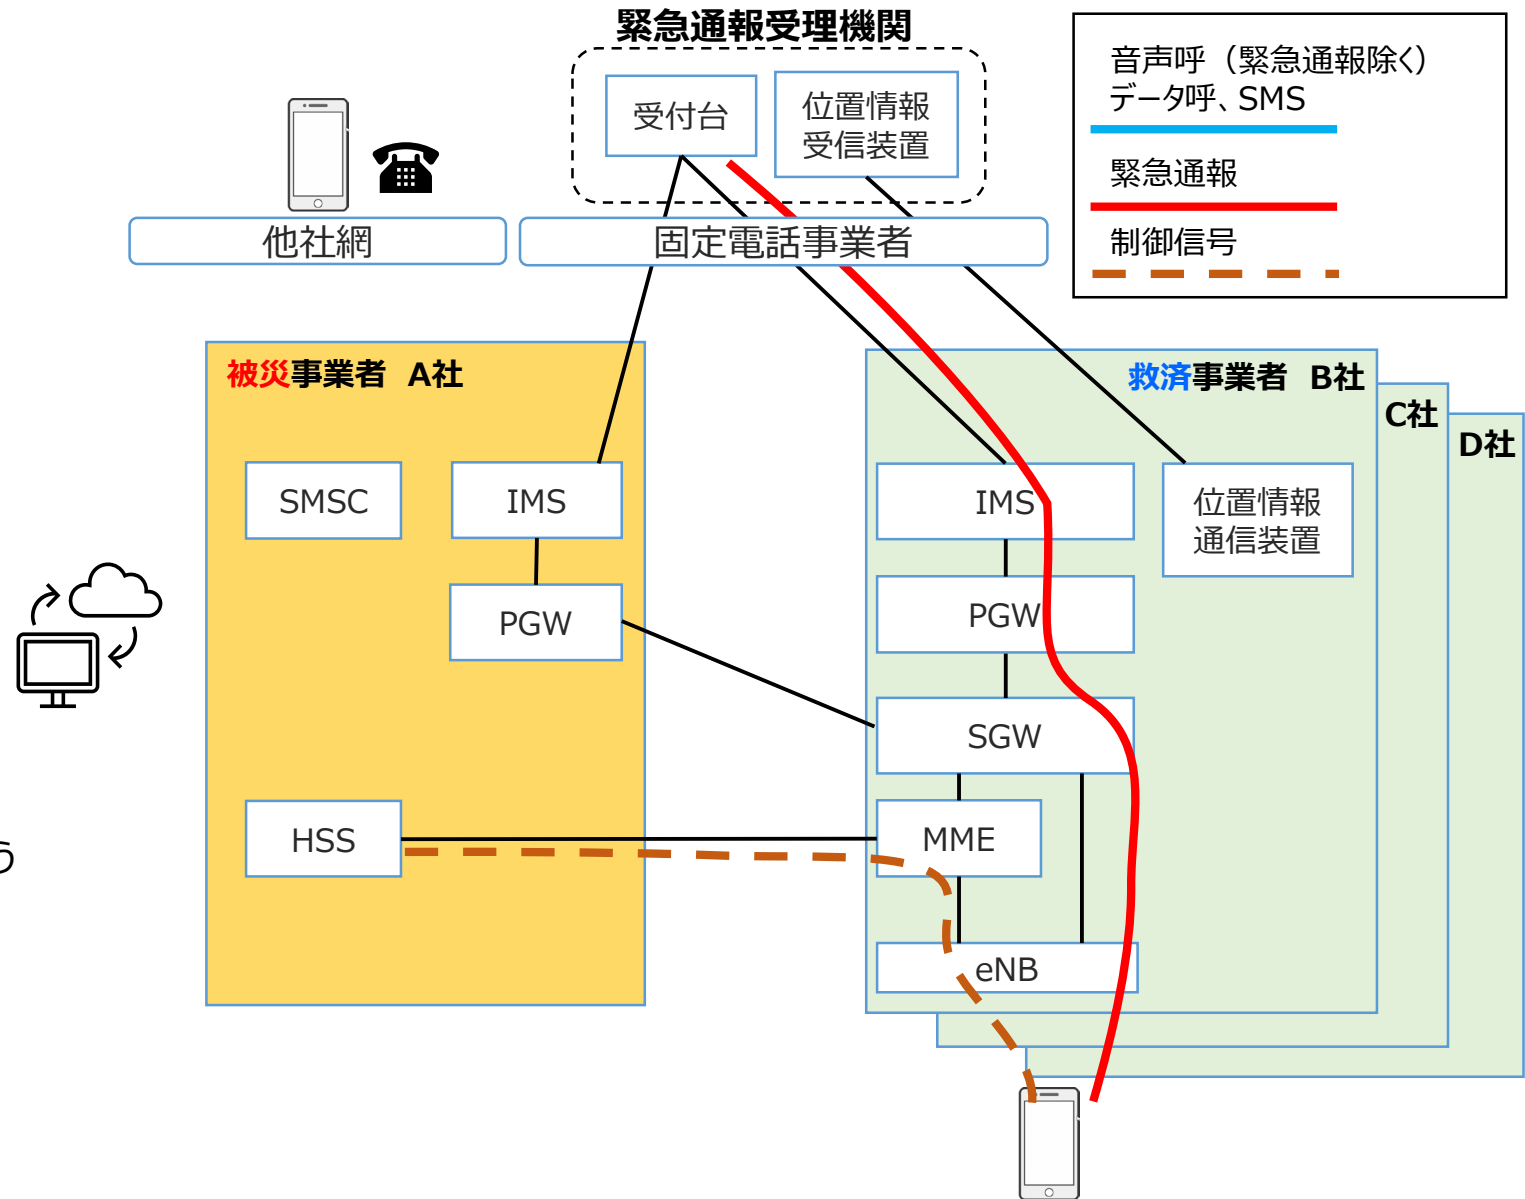 緊急通報受理機関
音声呼（緊急通報除く）
データ呼、SMS
緊急通報
制御信号
受付台
位置情報
受信装置
他社網
固定電話事業者
被災事業者 A社
救済事業者 B社
C社
D社
SMSC
IMS
IMS
位置情報
通信装置
PGW
PGW
SGW
HSS
MME
う
eNB